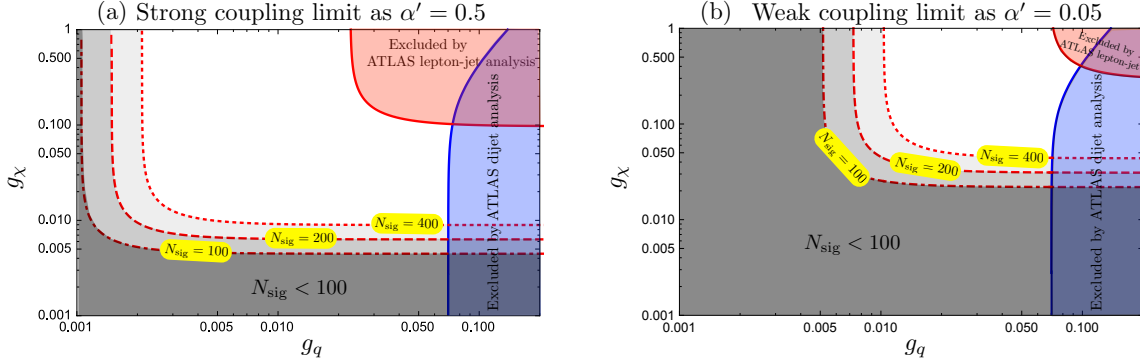 (a) Strong coupling limit as α′ = 0.5
1
0.500
0.100
0.050
0.010
0.005
0.001
g_χ
Excluded by
ATLAS lepton-jet analysis
Excluded by ATLAS dijet analysis
N_sig = 400
N_sig = 200
N_sig = 100
N_sig < 100
0.001
0.005
0.010
0.050
0.100
g_q
(b) Weak coupling limit as α′ = 0.05
1
0.500
0.100
0.050
0.010
0.005
0.001
g_χ
Excluded by
ATLAS lepton-jet
Excluded by ATLAS dijet analysis
N_sig = 400
N_sig = 200
N_sig = 100
N_sig < 100
0.001
0.005
0.010
0.050
0.100
g_q